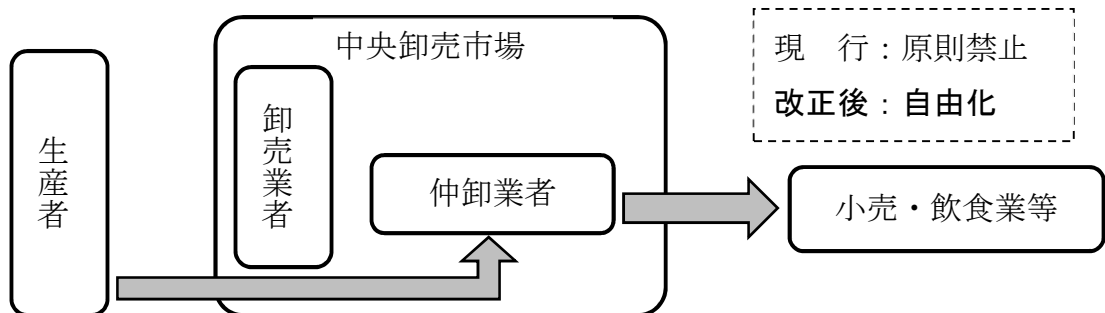 中央卸売市場
現　行：原則禁止
改正後：自由化
生産者
卸売業者
仲卸業者
小売・飲食業等